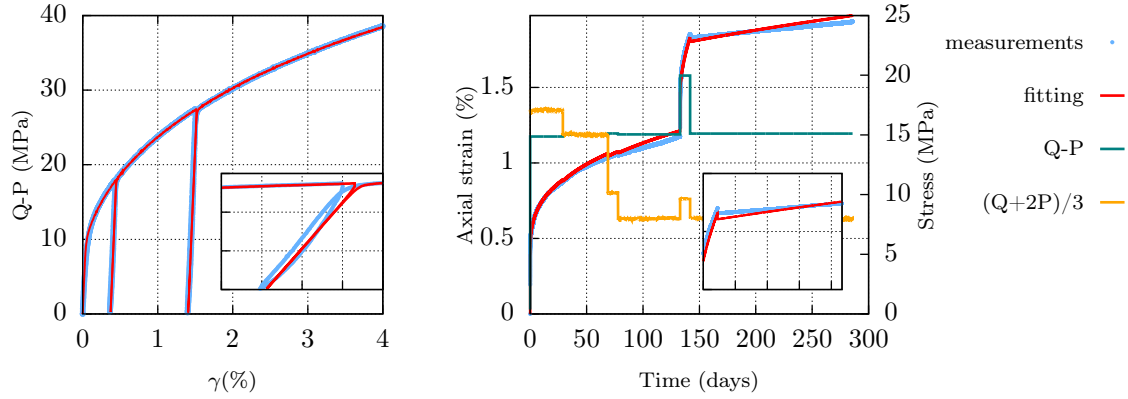 40
30
20
10
0
Q-P (MPa)
0 1 2 3 4
γ(%)
1.5
1
0.5
0
Axial strain (%)
0 50 100 150 200 250 300
Time (days)
25
20
15
10
5
0
Stress (MPa)
measurements
fitting
Q-P
(Q+2P)/3